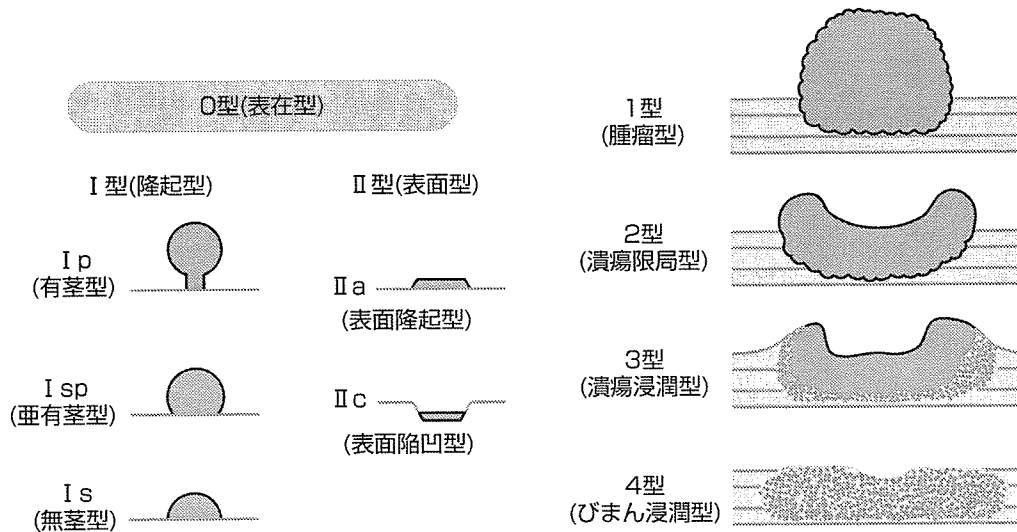 0型(表在型)
Ⅰ型(隆起型)
Ⅰp
(有茎型)
Ⅰsp
(亜有茎型)
Ⅰs
(無茎型)
Ⅱ型(表面型)
Ⅱa
(表面隆起型)
Ⅱc
(表面陥凹型)
1型
(腫瘤型)
2型
(潰瘍限局型)
3型
(潰瘍浸潤型)
4型
(びまん浸潤型)